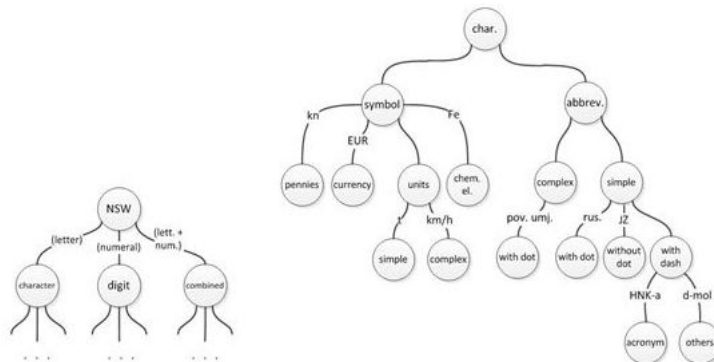 char.
symbol
abbrev.
kn
Fe
EUR
pennies
currency
units
chem.
el.
complex
simple
t
km/h
pov. umj.
rus.
JZ
simple
complex
with dot
with dot
without
dot
with
dash
HNK-a
d-mol
acronym
others
NSW
(letter)
(numeral)
(lett. +
num.)
character
digit
combined
. . .
. . .
. . .